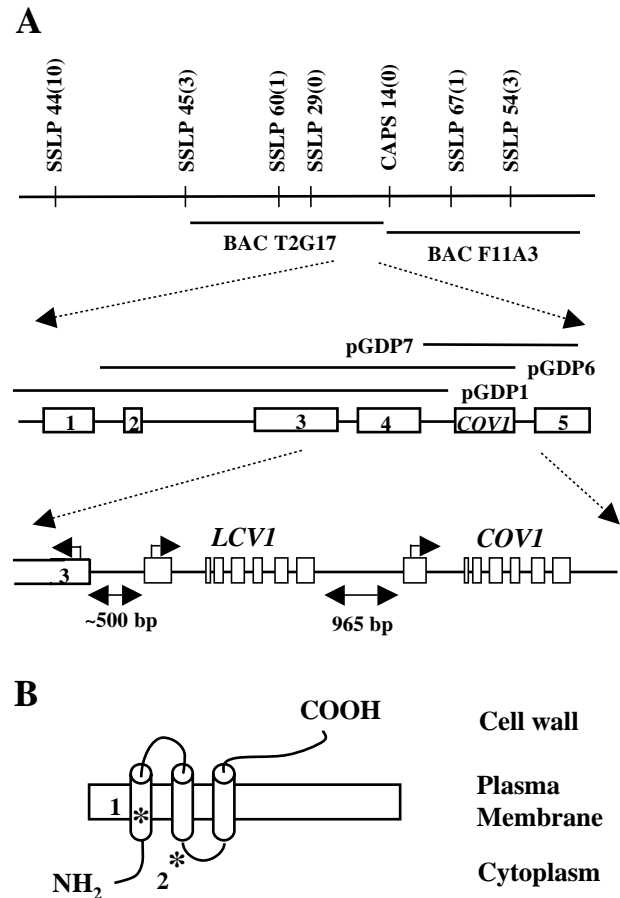 A
SSLP 44(10)
SSLP 45(3)
SSLP 60(1)
SSLP 29(0)
CAPS 14(0)
SSLP 67(1)
SSLP 54(3)
BAC T2G17
BAC F11A3
pGDP7
pGDP6
pGDP1
1 2 3 4 COV1 5
LCV1 COV1
3
~500 bp 965 bp
B
COOH
Cell wall
1
Plasma
Membrane
*
*
2
NH₂
Cytoplasm